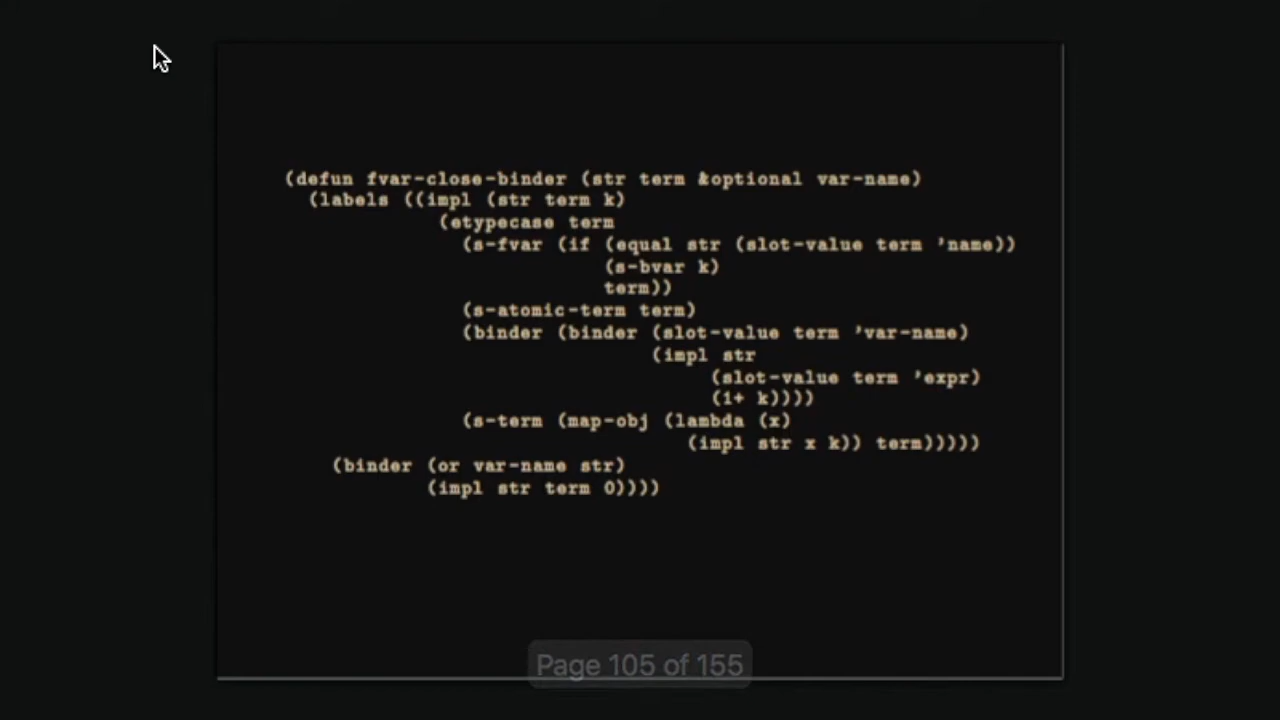 (defun fvar-close-binder (str term &optional var-name)
(labels ((impl (str term k)
(etypecase term
(s-fvar (if (equal str (slot-value term 'name))
(s-bvar k)
term))
(s-atomic-term term)
(binder (binder (slot-value term 'var-name)
(impl str
(slot-value term 'expr)
(1+ k))))
(s-term (map-obj (lambda (x)
(impl str x k)) term)))))
(binder (or var-name str)
(impl str term 0))))
Page 105 of 155